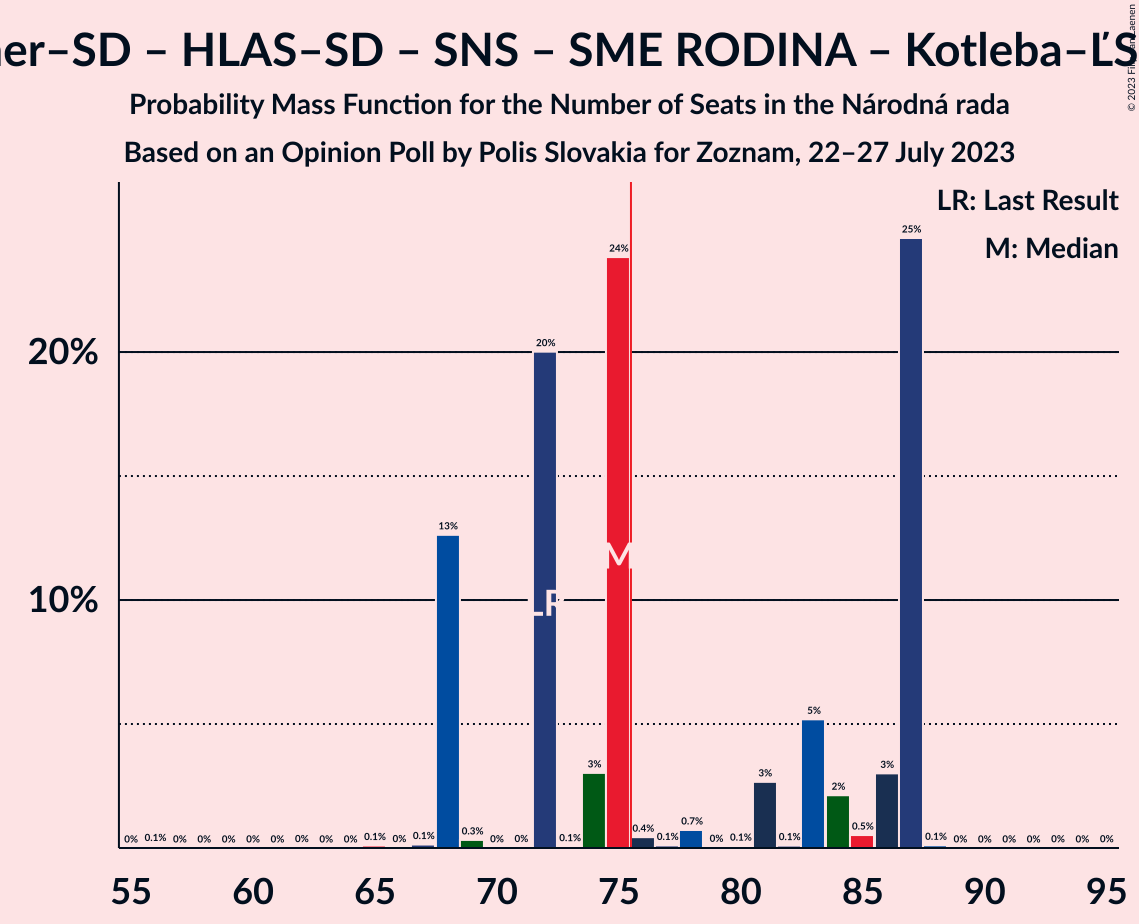 er–SD – HLAS–SD – SNS – SME RODINA – Kotleba–ĽS
Probability Mass Function for the Number of Seats in the Národná rada
Based on an Opinion Poll by Polis Slovakia for Zoznam, 22–27 July 2023
LR: Last Result
M: Median
20%
10%
0% 0.1% 0% 0% 0% 0% 0% 0% 0% 0% 0.1% 0% 0.1% 13% 0.3% 0% 0% 20% 0.1% 3% 24% 0.4% 0.1% 0.7% 0% 0.1% 3% 0.1% 5% 2% 0.5% 3% 25% 0.1% 0% 0% 0% 0% 0% 0% 0%
LR
M
55 60 65 70 75 80 85 90 95
© 2023